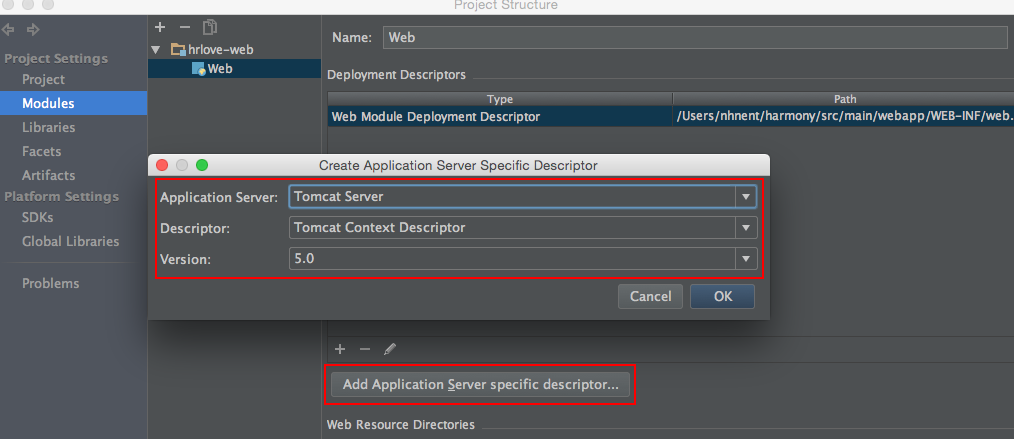 Project Structure
Project Settings
Project
Modules
Libraries
Facets
Artifacts
Platform Settings
SDKs
Global Libraries
Problems
hrlove-web
Web
Name: Web
Deployment Descriptors
Type Path
Web Module Deployment Descriptor /Users/nhnent/harmony/src/main/webapp/WEB-INF/web.
Create Application Server Specific Descriptor
Application Server: Tomcat Server
Descriptor: Tomcat Context Descriptor
Version: 5.0
Cancel OK
Add Application Server specific descriptor...
Web Resource Directories